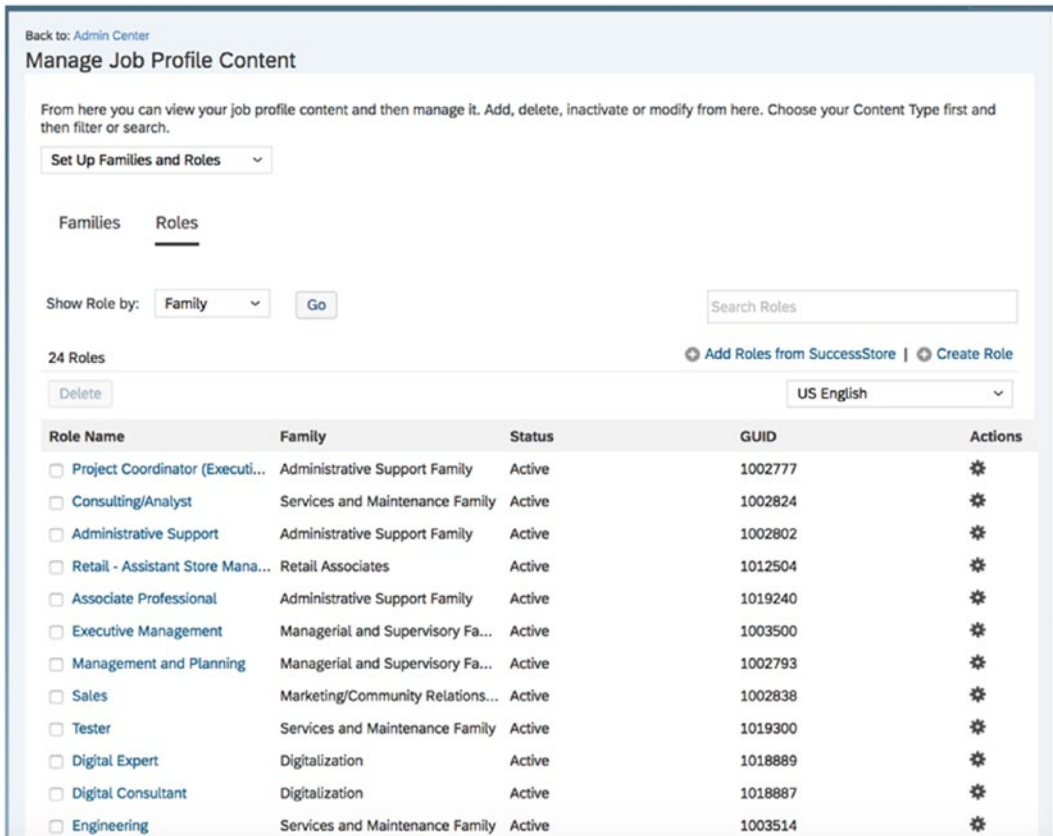 Back to: Admin Center
Manage Job Profile Content
From here you can view your job profile content and then manage it. Add, delete, inactivate or modify from here. Choose your Content Type first and
then filter or search.
Set Up Families and Roles
Families Roles
Show Role by: Family Go Search Roles
24 Roles Add Roles from SuccessStore | Create Role
Delete US English
Role Name Family Status GUID Actions
Project Coordinator (Executi... Administrative Support Family Active 1002777
Consulting/Analyst Services and Maintenance Family Active 1002824
Administrative Support Administrative Support Family Active 1002802
Retail - Assistant Store Mana... Retail Associates Active 1012504
Associate Professional Administrative Support Family Active 1019240
Executive Management Managerial and Supervisory Fa... Active 1003500
Management and Planning Managerial and Supervisory Fa... Active 1002793
Sales Marketing/Community Relations... Active 1002838
Tester Services and Maintenance Family Active 1019300
Digital Expert Digitalization Active 1018889
Digital Consultant Digitalization Active 1018887
Engineering Services and Maintenance Family Active 1003514